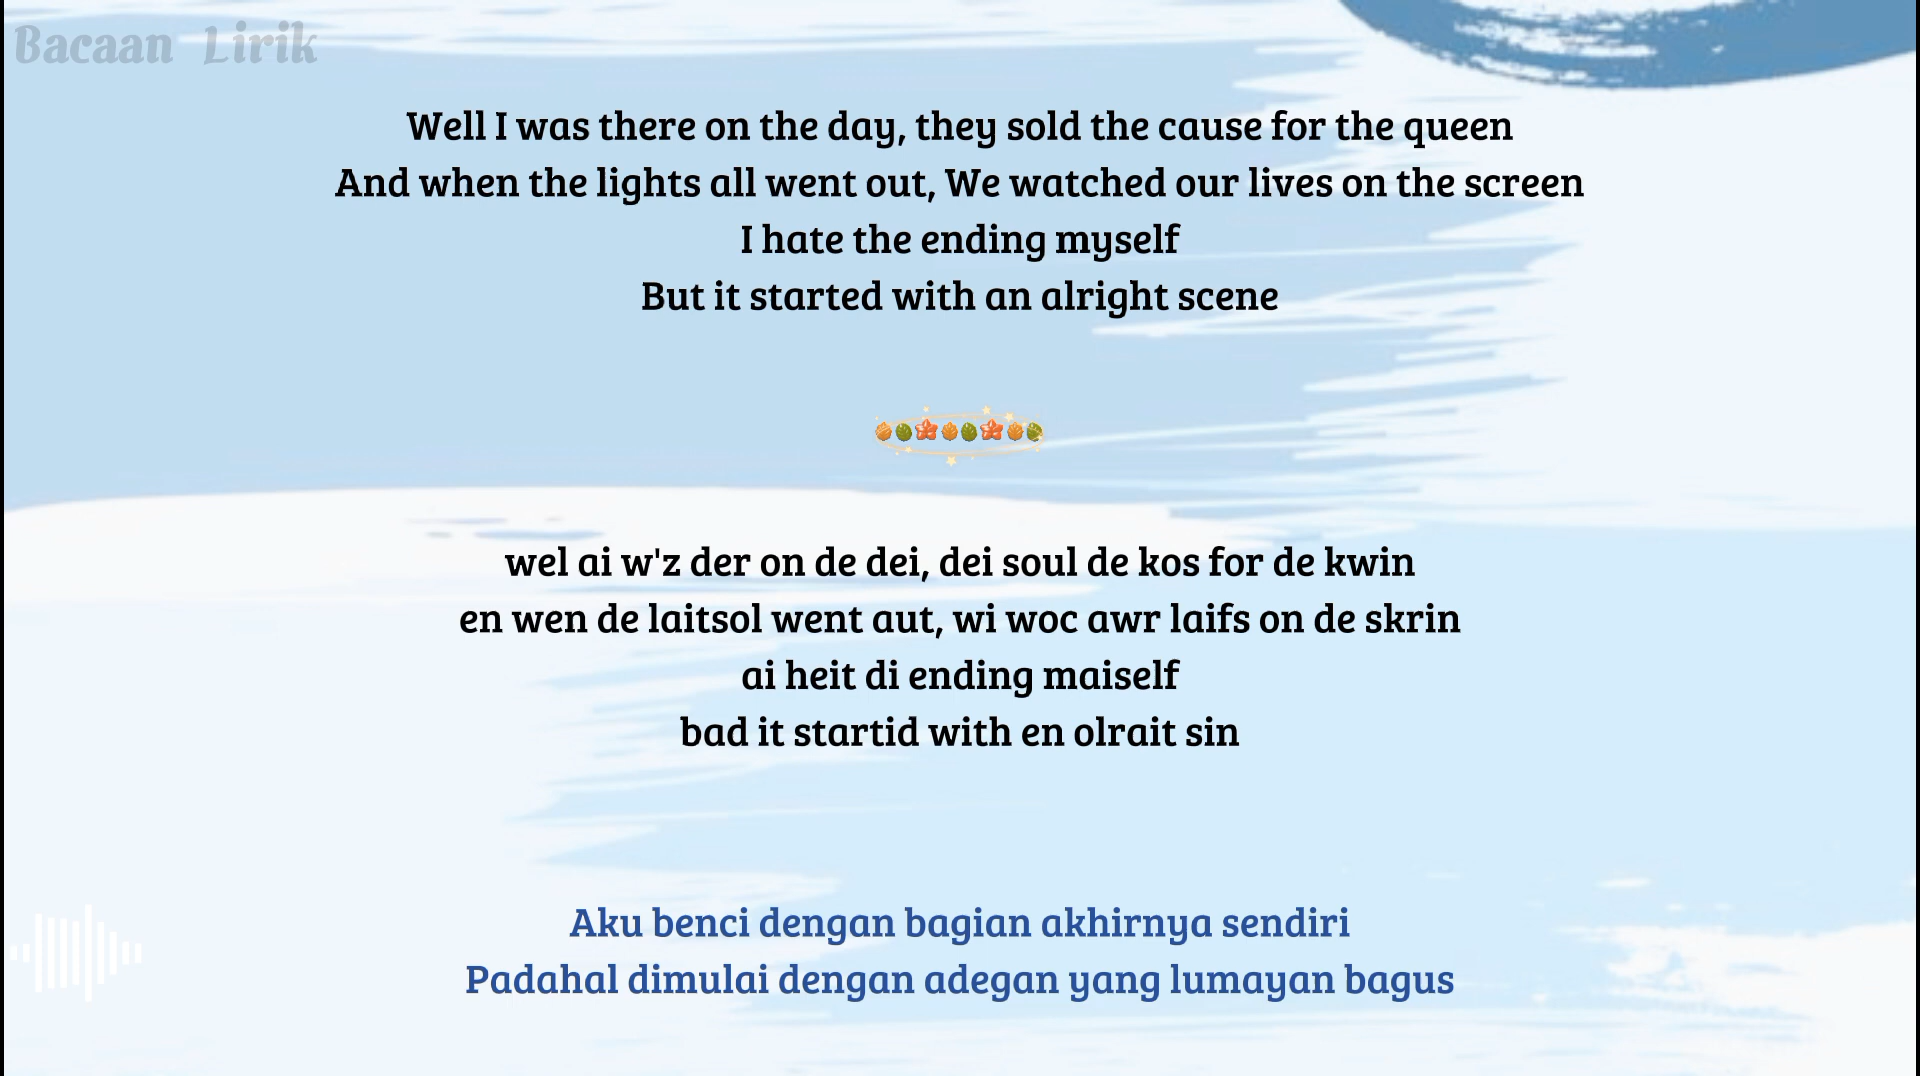 Bacaan Lirik
Well I was there on the day, they sold the cause for the queen
And when the lights all went out, We watched our lives on the screen
I hate the ending myself
But it started with an alright scene
wel ai w'z der on de dei, dei soul de kos for de kwin
en wen de laitsol went aut, wi woc awr laifs on de skrin
ai heit di ending maiself
bad it startid with en olrait sin
Aku benci dengan bagian akhirnya sendiri
Padahal dimulai dengan adegan yang lumayan bagus